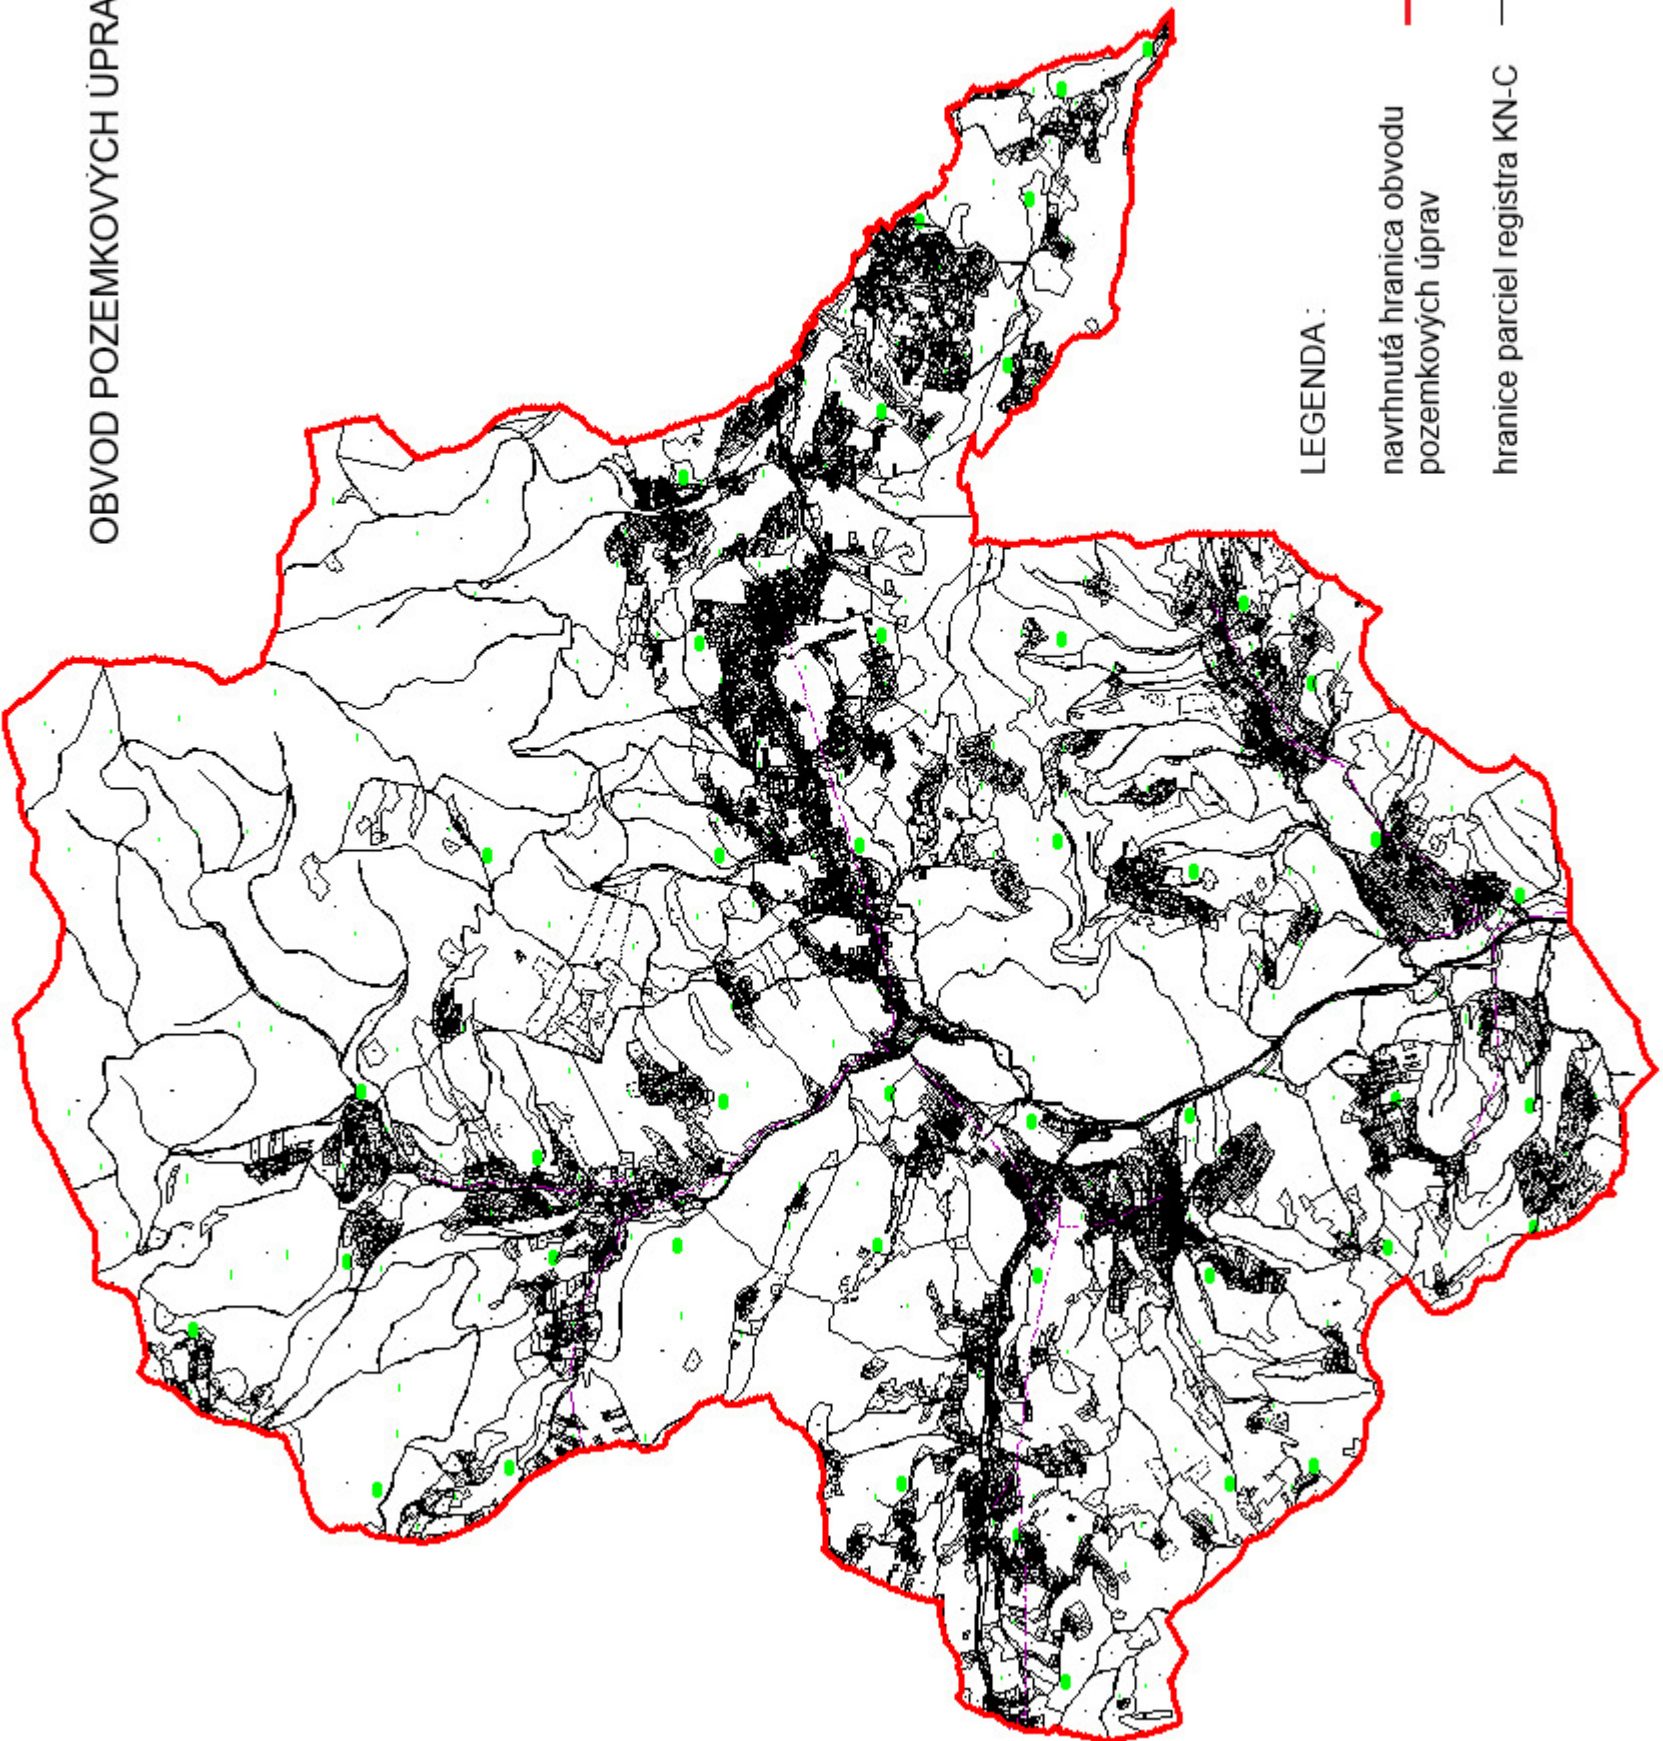 OBVOD POZEMKOVÝCH ÚPRA
LEGENDA :
navrhnutá hranica obvodu
pozemkových úprav
hranice parciel registra KN-C